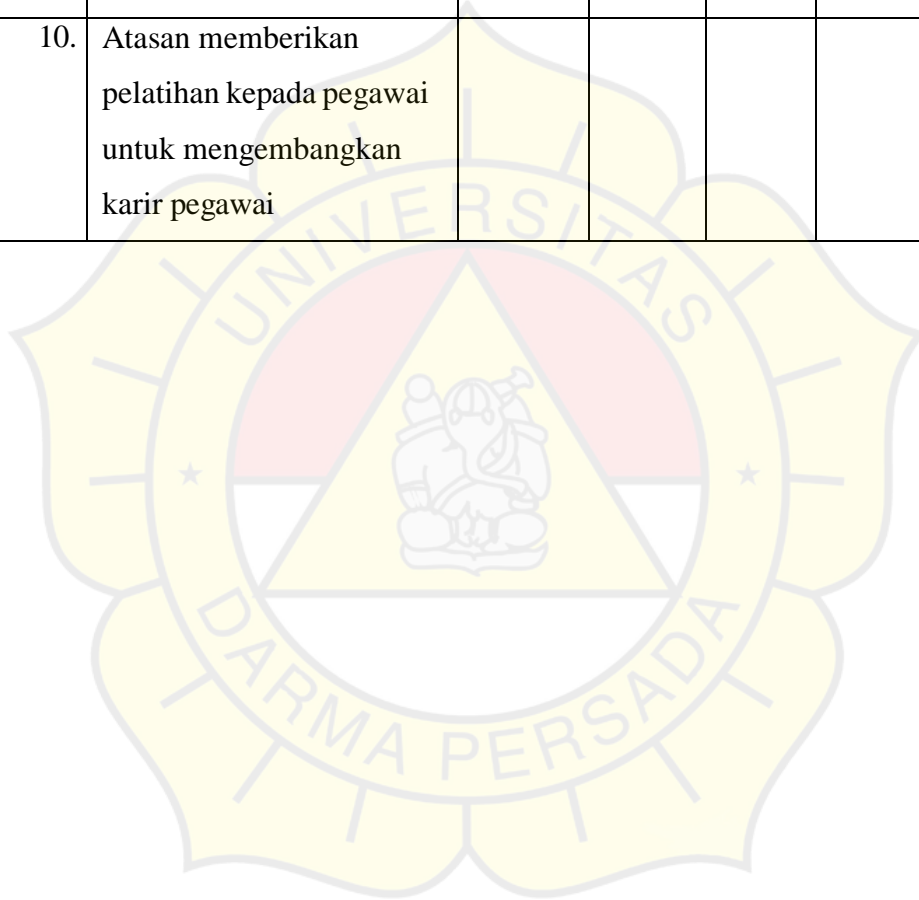 10. Atasan memberikan
pelatihan kepada pegawai
untuk mengembangkan
karir pegawai
UNIVERSITAS
DARMA PERSADA